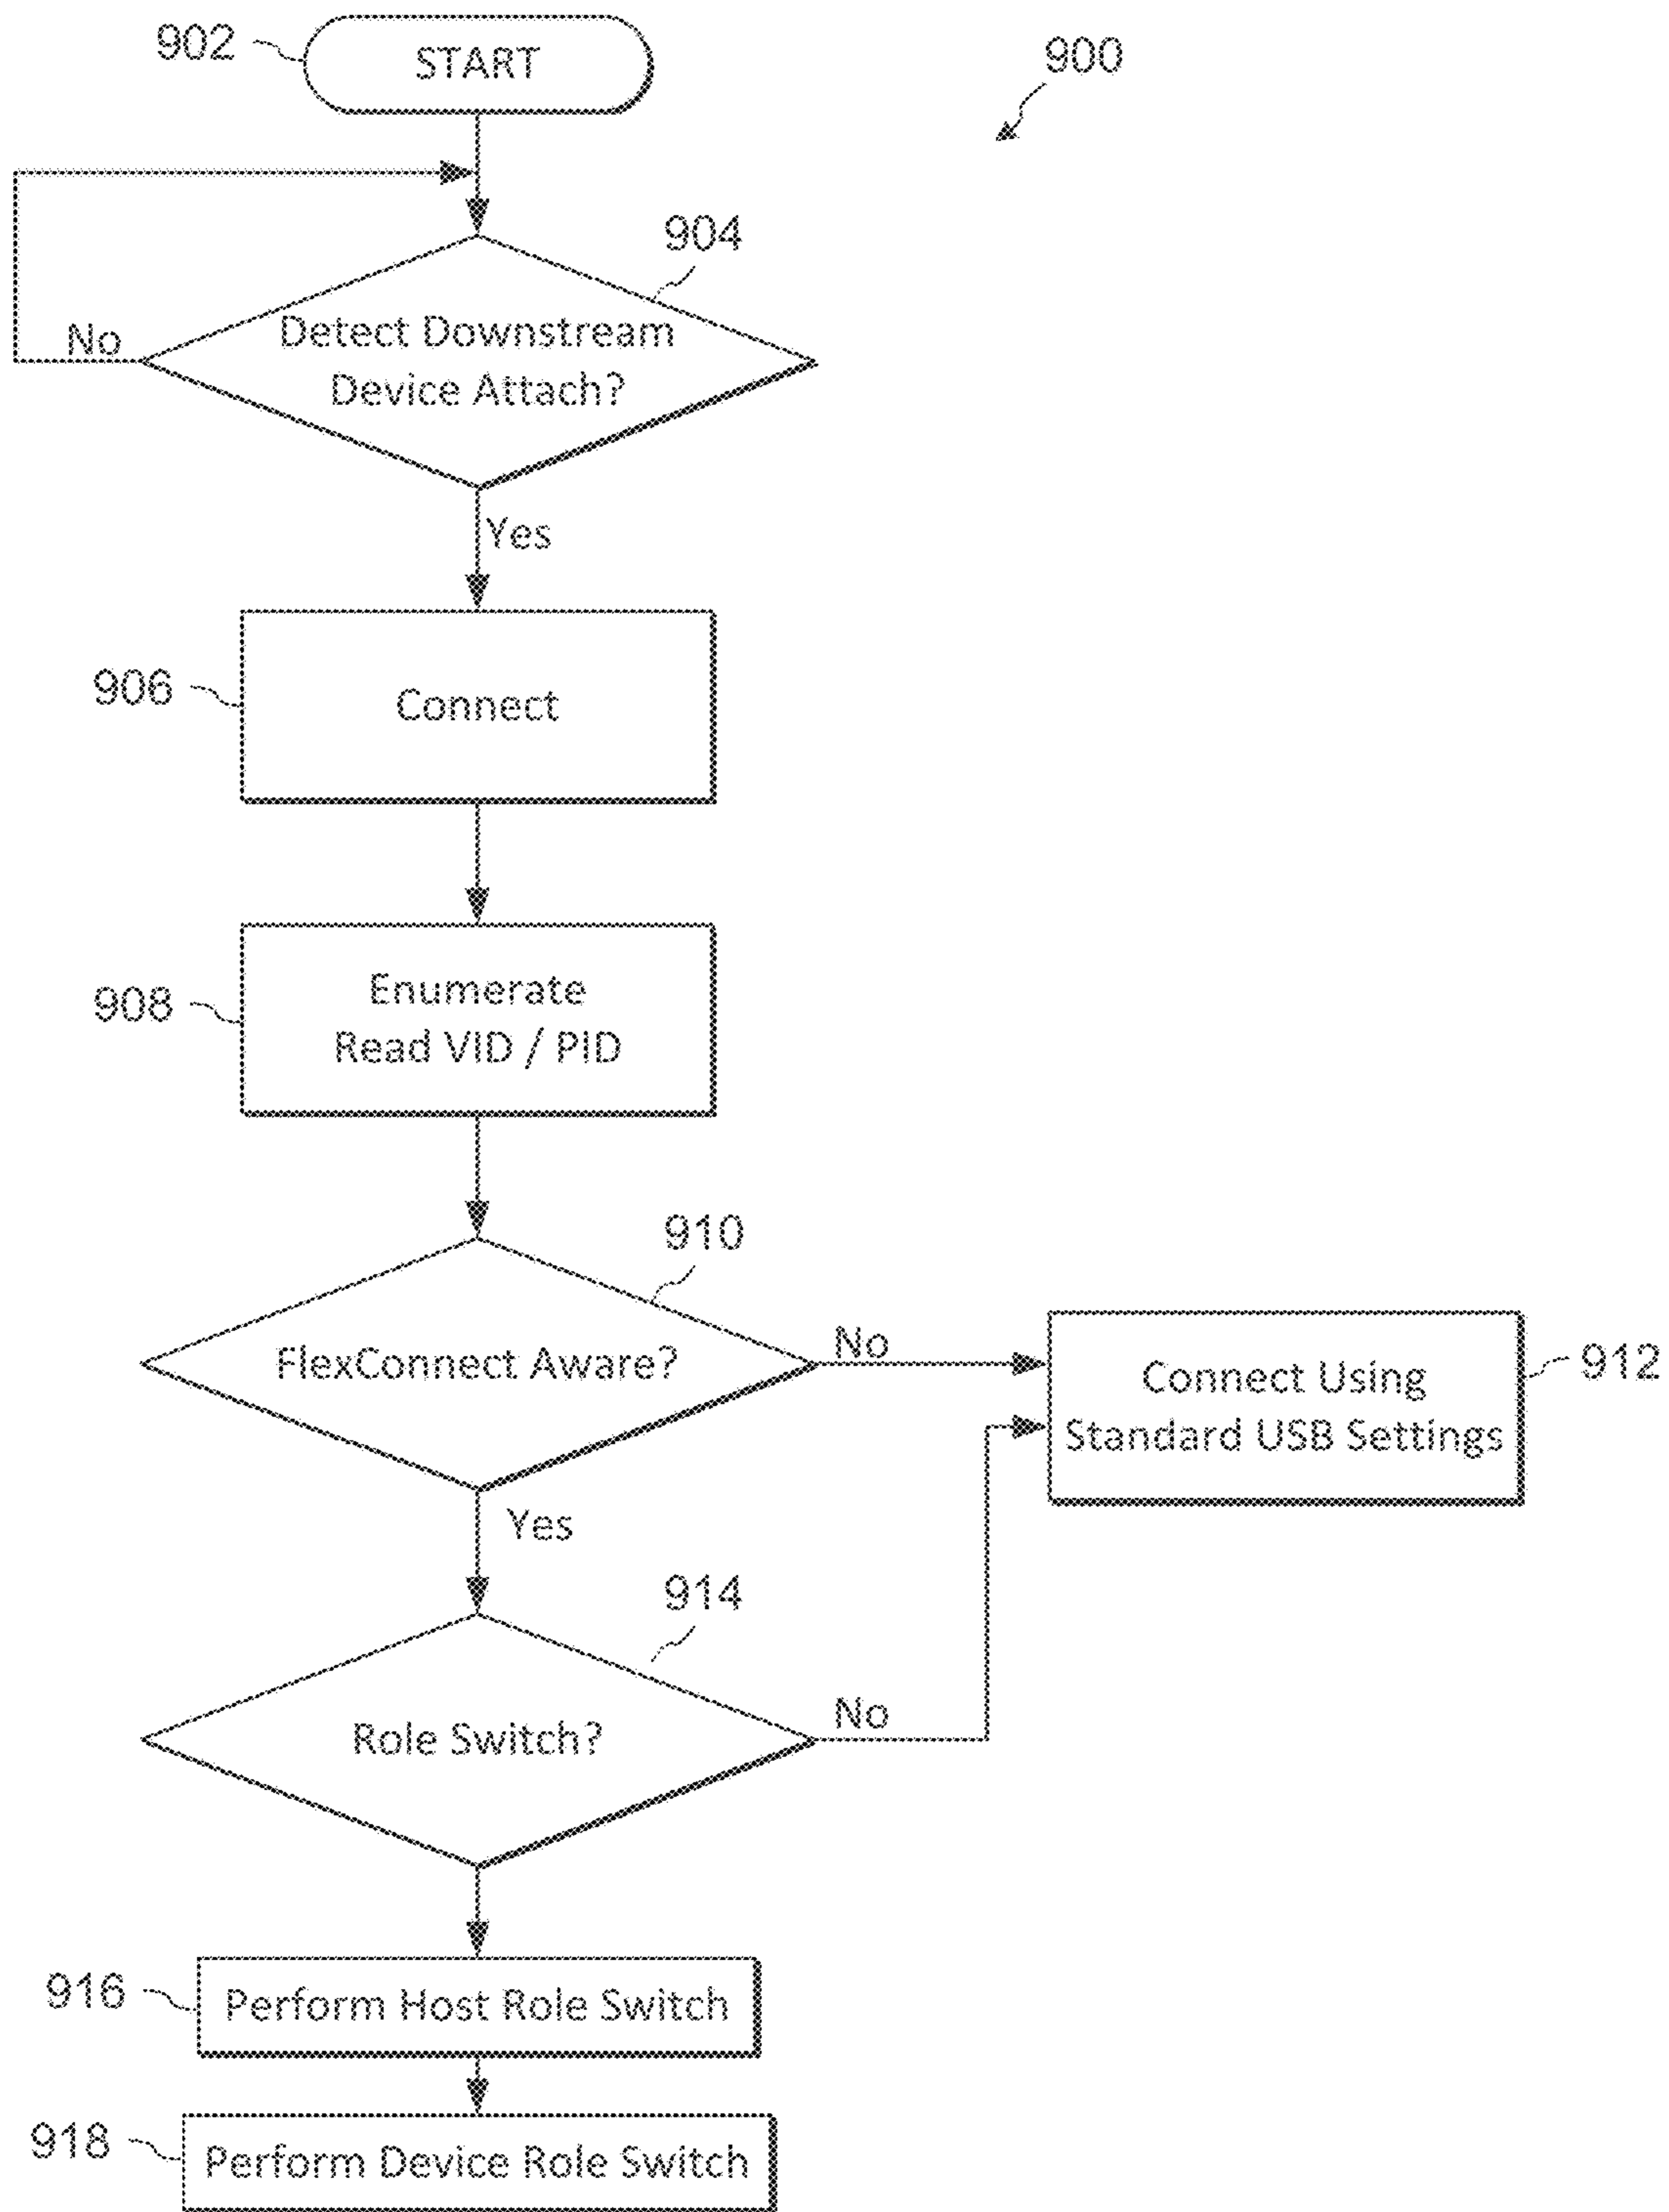 902
START
900
904
Detect Downstream
Device Attach?
No
Yes
906
Connect
908
Enumerate
Read VID / PID
910
FlexConnect Aware?
No
Connect Using
Standard USB Settings
912
Yes
914
Role Switch?
No
916
Perform Host Role Switch
918
Perform Device Role Switch